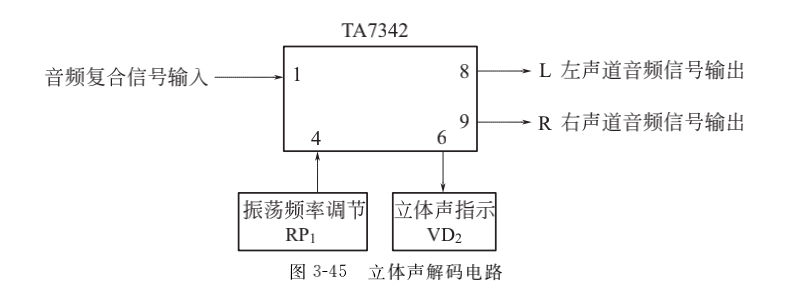 TA7342
音频复合信号输入
1
8
L 左声道音频信号输出
9
R 右声道音频信号输出
4
6
振荡频率调节
RP₁
立体声指示
VD₂
图 3-45 立体声解码电路